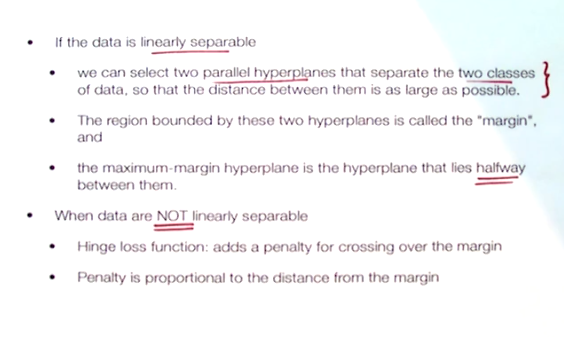 • If the data is linearly separable
• we can select two parallel hyperplanes that separate the two classes
of data, so that the distance between them is as large as possible.
• The region bounded by these two hyperplanes is called the "margin",
and
• the maximum-margin hyperplane is the hyperplane that lies halfway
between them.
• When data are NOT linearly separable
• Hinge loss function: adds a penalty for crossing over the margin
• Penalty is proportional to the distance from the margin